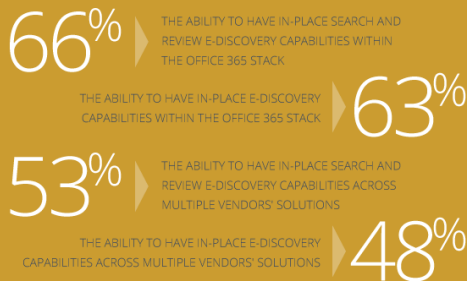 66%
THE ABILITY TO HAVE IN-PLACE SEARCH AND
REVIEW E-DISCOVERY CAPABILITIES WITHIN
THE OFFICE 365 STACK
THE ABILITY TO HAVE IN-PLACE E-DISCOVERY
CAPABILITIES WITHIN THE OFFICE 365 STACK
63%
53%
THE ABILITY TO HAVE IN-PLACE SEARCH AND
REVIEW E-DISCOVERY CAPABILITIES ACROSS
MULTIPLE VENDORS' SOLUTIONS
THE ABILITY TO HAVE IN-PLACE E-DISCOVERY
CAPABILITIES ACROSS MULTIPLE VENDORS' SOLUTIONS
48%